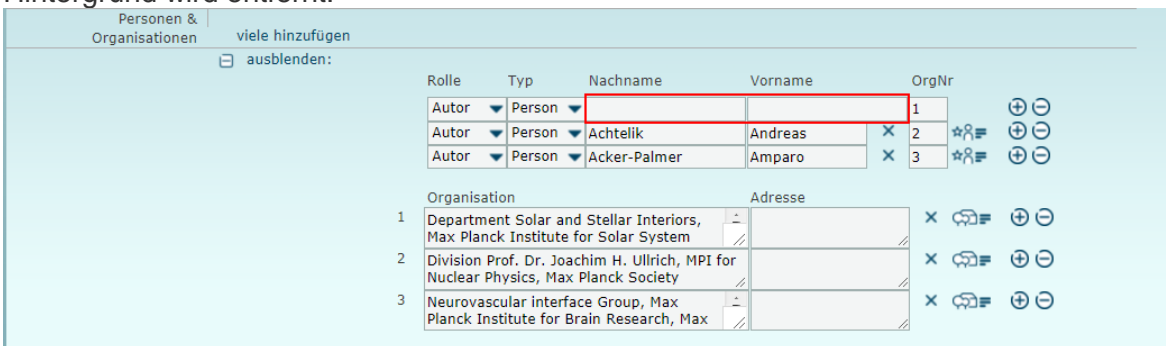 Personen &
Organisationen viele hinzufügen
ausblenden:
Rolle Typ Nachname Vorname OrgNr
Autor Person 1
Autor Person Achtelik Andreas 2
Autor Person Acker-Palmer Amparo 3
Organisation Adresse
1 Department Solar and Stellar Interiors,
Max Planck Institute for Solar System
2 Division Prof. Dr. Joachim H. Ullrich, MPI for
Nuclear Physics, Max Planck Society
3 Neurovascular interface Group, Max
Planck Institute for Brain Research, Max